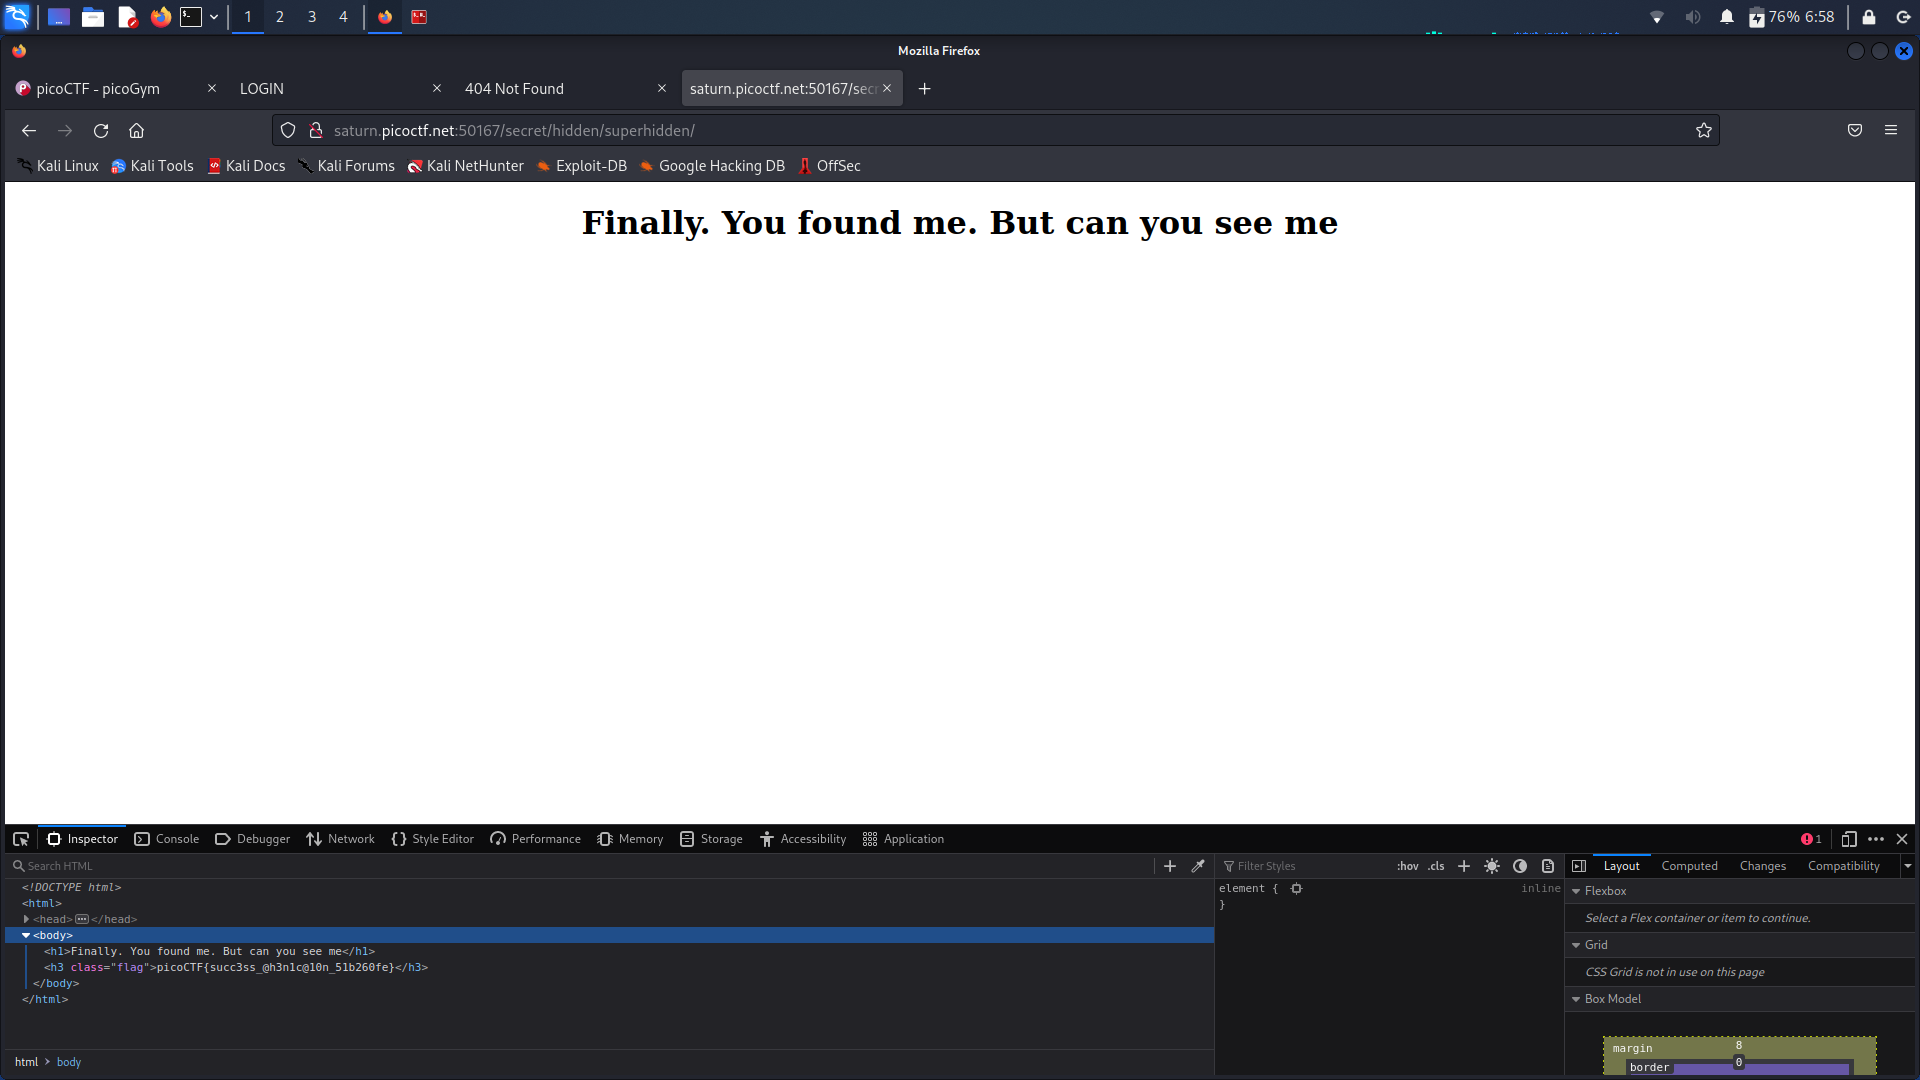 1 2 3 4 76% 6:58
Mozilla Firefox
picoCTF - picoGym LOGIN 404 Not Found saturn.picoctf.net:50167/secr
saturn.picoctf.net:50167/secret/hidden/superhidden/
Kali Linux Kali Tools Kali Docs Kali Forums Kali NetHunter Exploit-DB Google Hacking DB OffSec
Finally. You found me. But can you see me
Inspector Console Debugger Network Style Editor Performance Memory Storage Accessibility Application 1
Search HTML Filter Styles :hov .cls Layout Computed Changes Compatibility
<!DOCTYPE html>
<html>
<head></head>
<body>
<h1>Finally. You found me. But can you see me</h1>
<h3 class="flag">picoCTF{succ3ss_@h3n1c@10n_51b260fe}</h3>
</body>
</html>
html > body
element { inline
}
Flexbox
Select a Flex container or item to continue.
Grid
CSS Grid is not in use on this page
Box Model
margin 8
border 0